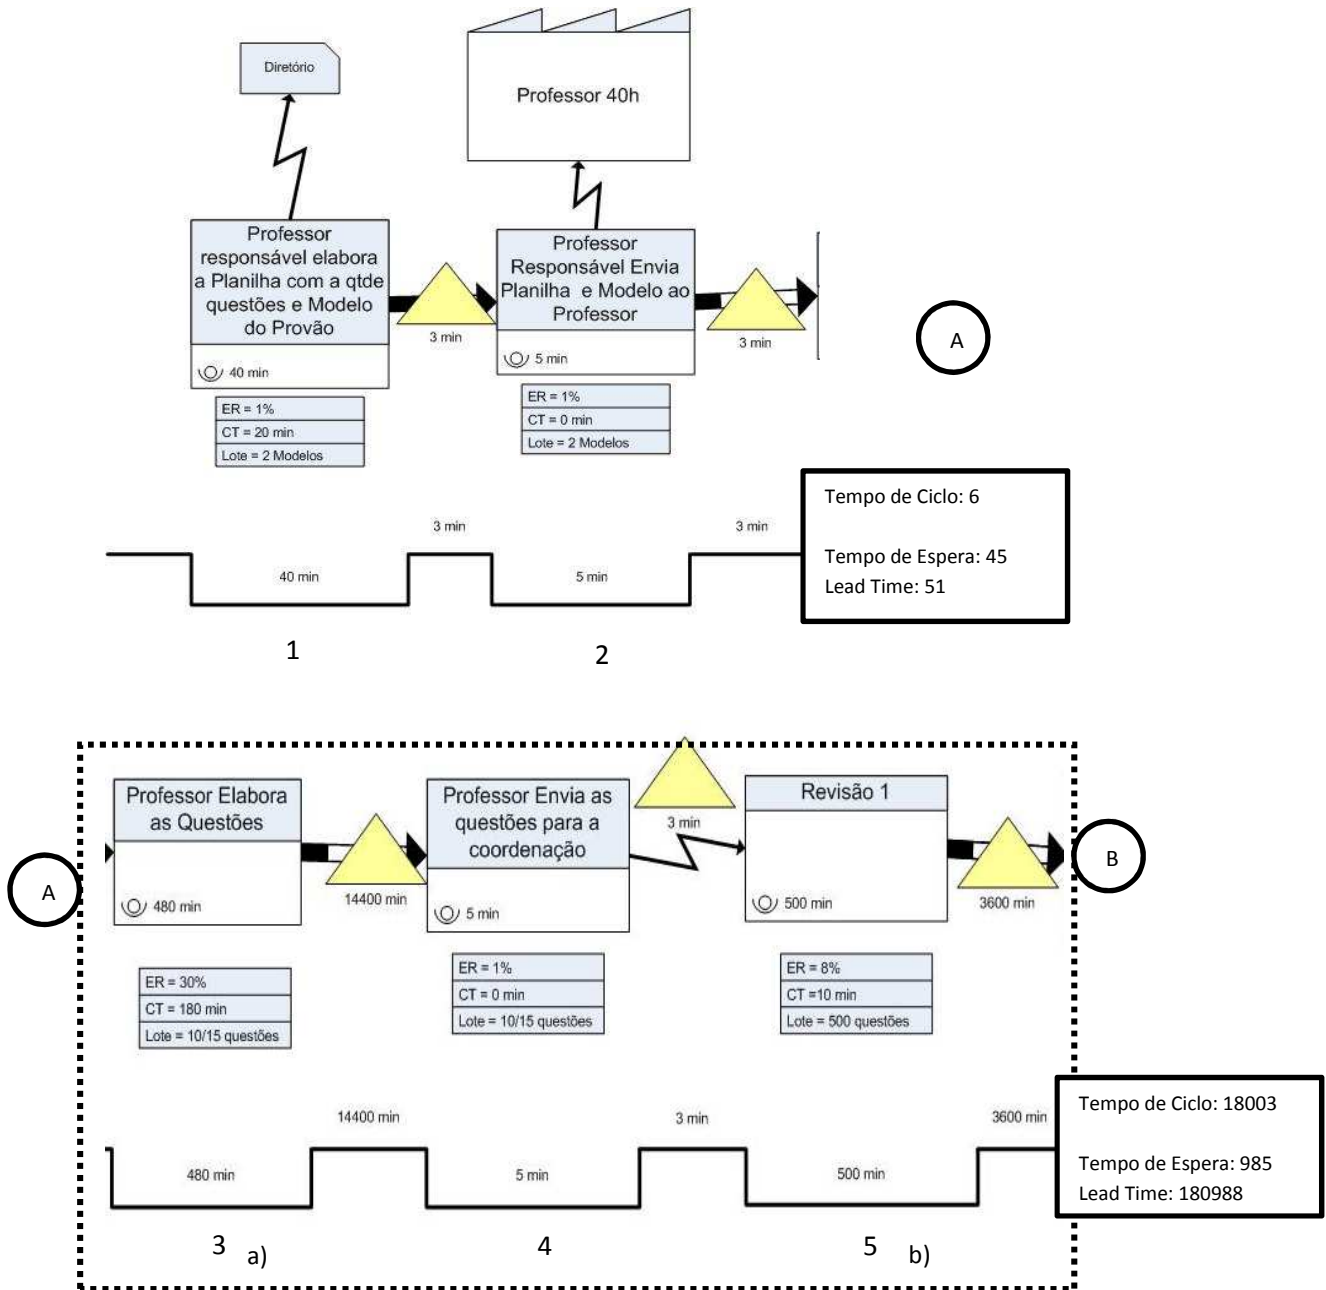 Diretório
Professor 40h
Professor
responsável elabora
a Planilha com a qtde
questões e Modelo
do Provão
40 min
3 min
Professor
Responsável Envia
Planilha e Modelo ao
Professor
5 min
3 min
A
ER = 1%
CT = 20 min
Lote = 2 Modelos
ER = 1%
CT = 0 min
Lote = 2 Modelos
3 min
3 min
40 min
5 min
Tempo de Ciclo: 6
Tempo de Espera: 45
Lead Time: 51
1
2
A
Professor Elabora
as Questões
480 min
14400 min
Professor Envia as
questões para a
coordenação
5 min
3 min
Revisão 1
500 min
3600 min
B
ER = 30%
CT = 180 min
Lote = 10/15 questões
ER = 1%
CT = 0 min
Lote = 10/15 questões
ER = 8%
CT =10 min
Lote = 500 questões
14400 min
3 min
3600 min
480 min
5 min
500 min
Tempo de Ciclo: 18003
Tempo de Espera: 985
Lead Time: 180988
3
a)
4
5
b)